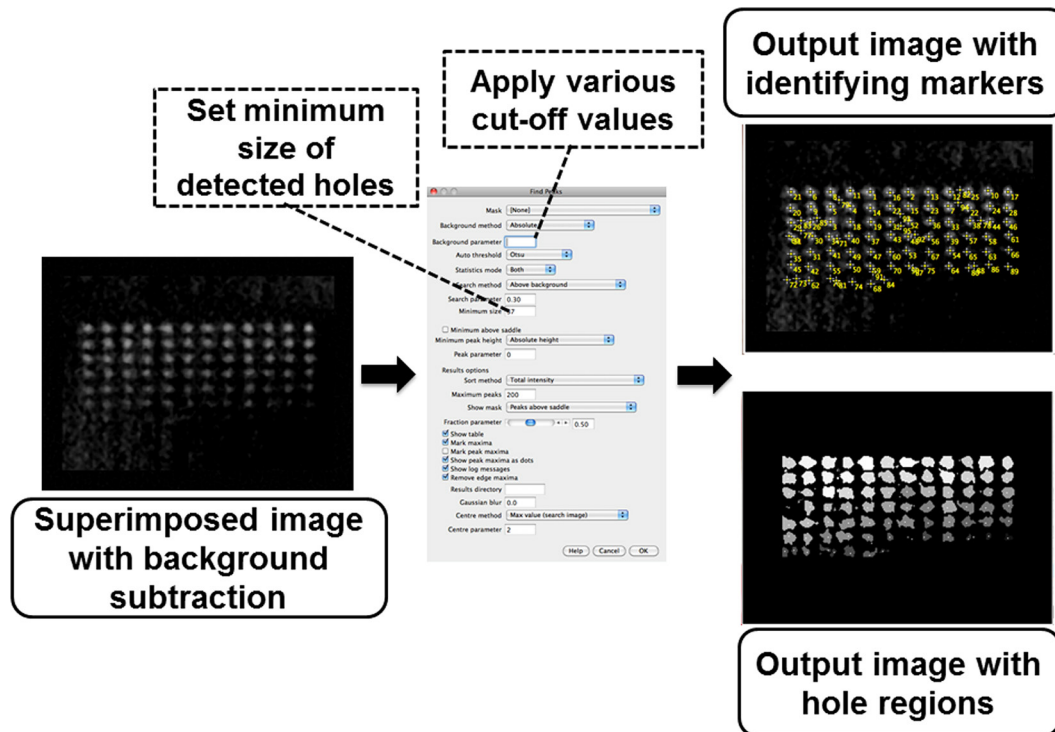 Set minimum
size of
detected holes
Apply various
cut-off values
Superimposed image
with background
subtraction
Find Peaks
Mask [None]
Background method Absolute
Background parameter
Auto threshold Otsu
Statistics mode Both
Search method Above background
Search parameter 0.30
Minimum size
Minimum above saddle
Minimum peak height Absolute height
Peak parameter 0
Results options
Sort method Total intensity
Maximum peaks 200
Show mask Peaks above saddle
Fraction parameter 0.50
Show table
Mark maxima
Mark peak maxima
Show peak maxima as dots
Show log messages
Remove edge maxima
Results directory
Gaussian blur 0.0
Centre method Max value (search image)
Centre parameter 2
Help Cancel OK
Output image with
identifying markers
Output image with
hole regions